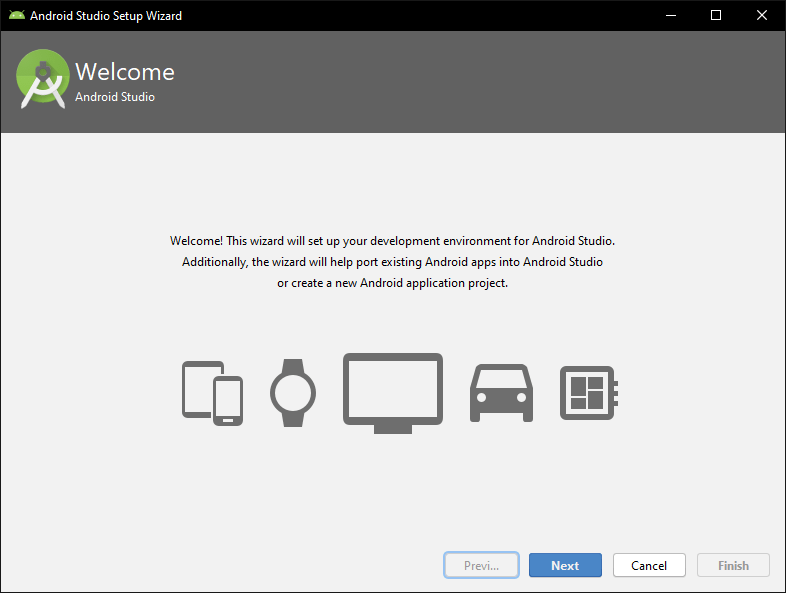 Android Studio Setup Wizard
Welcome
Android Studio
Welcome! This wizard will set up your development environment for Android Studio.
Additionally, the wizard will help port existing Android apps into Android Studio
or create a new Android application project.
Previ... Next Cancel Finish